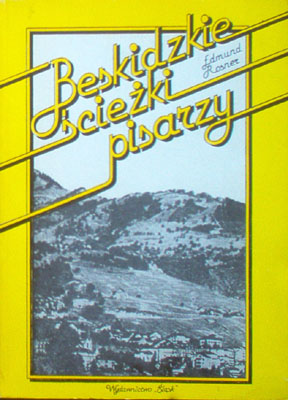 Beskidzkie
ścieżki
pisarzy
Edmund
Rosner
Wydawnictwo „Śląsk”